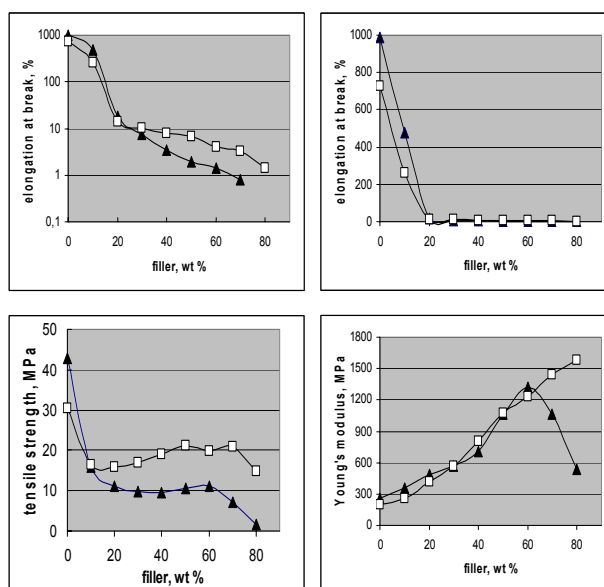 elongation at break, %
1000
100
10
1
0,1
0 20 40 60 80
filler, wt %
elongation at break, %
1000
800
600
400
200
0
0 20 40 60 80
filler, wt %
tensile strength, MPa
50
40
30
20
10
0
0 20 40 60 80
filler, wt %
Young's modulus, MPa
1800
1500
1200
900
600
300
0
0 20 40 60 80
filler, wt %